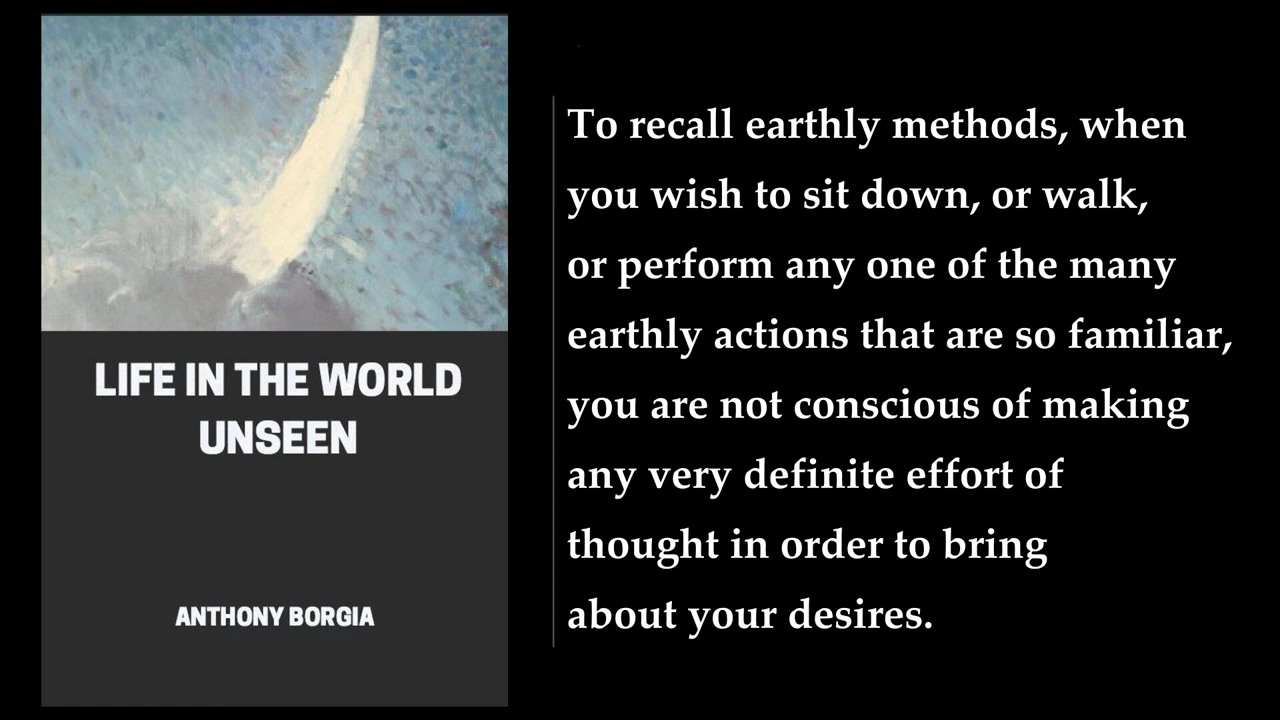 LIFE IN THE WORLD
UNSEEN
ANTHONY BORGIA
To recall earthly methods, when
you wish to sit down, or walk,
or perform any one of the many
earthly actions that are so familiar,
you are not conscious of making
any very definite effort of
thought in order to bring
about your desires.